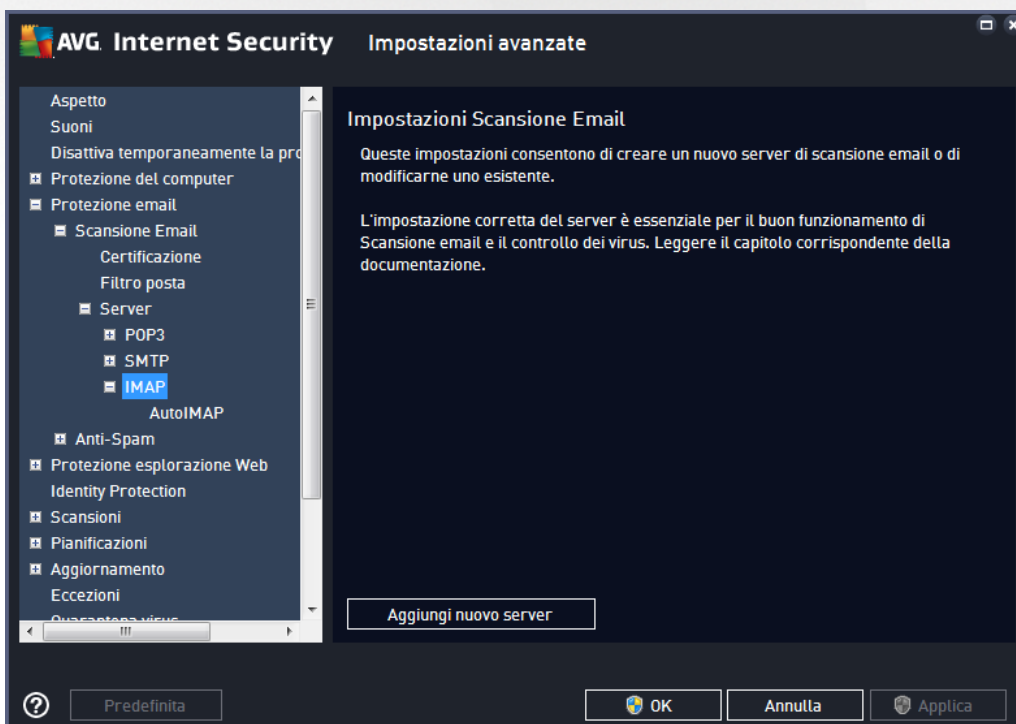 AVG. Internet Security Impostazioni avanzate
Aspetto
Suoni
Disattiva temporaneamente la pro
Protezione del computer
Protezione email
Scansione Email
Certificazione
Filtro posta
Server
POP3
SMTP
IMAP
AutoIMAP
Anti-Spam
Protezione esplorazione Web
Identity Protection
Scansioni
Pianificazioni
Aggiornamento
Eccezioni
Quarantena virus
Impostazioni Scansione Email
Queste impostazioni consentono di creare un nuovo server di scansione email o di
modificarne uno esistente.
L'impostazione corretta del server è essenziale per il buon funzionamento di
Scansione email e il controllo dei virus. Leggere il capitolo corrispondente della
documentazione.
Aggiungi nuovo server
Predefinita
OK
Annulla
Applica